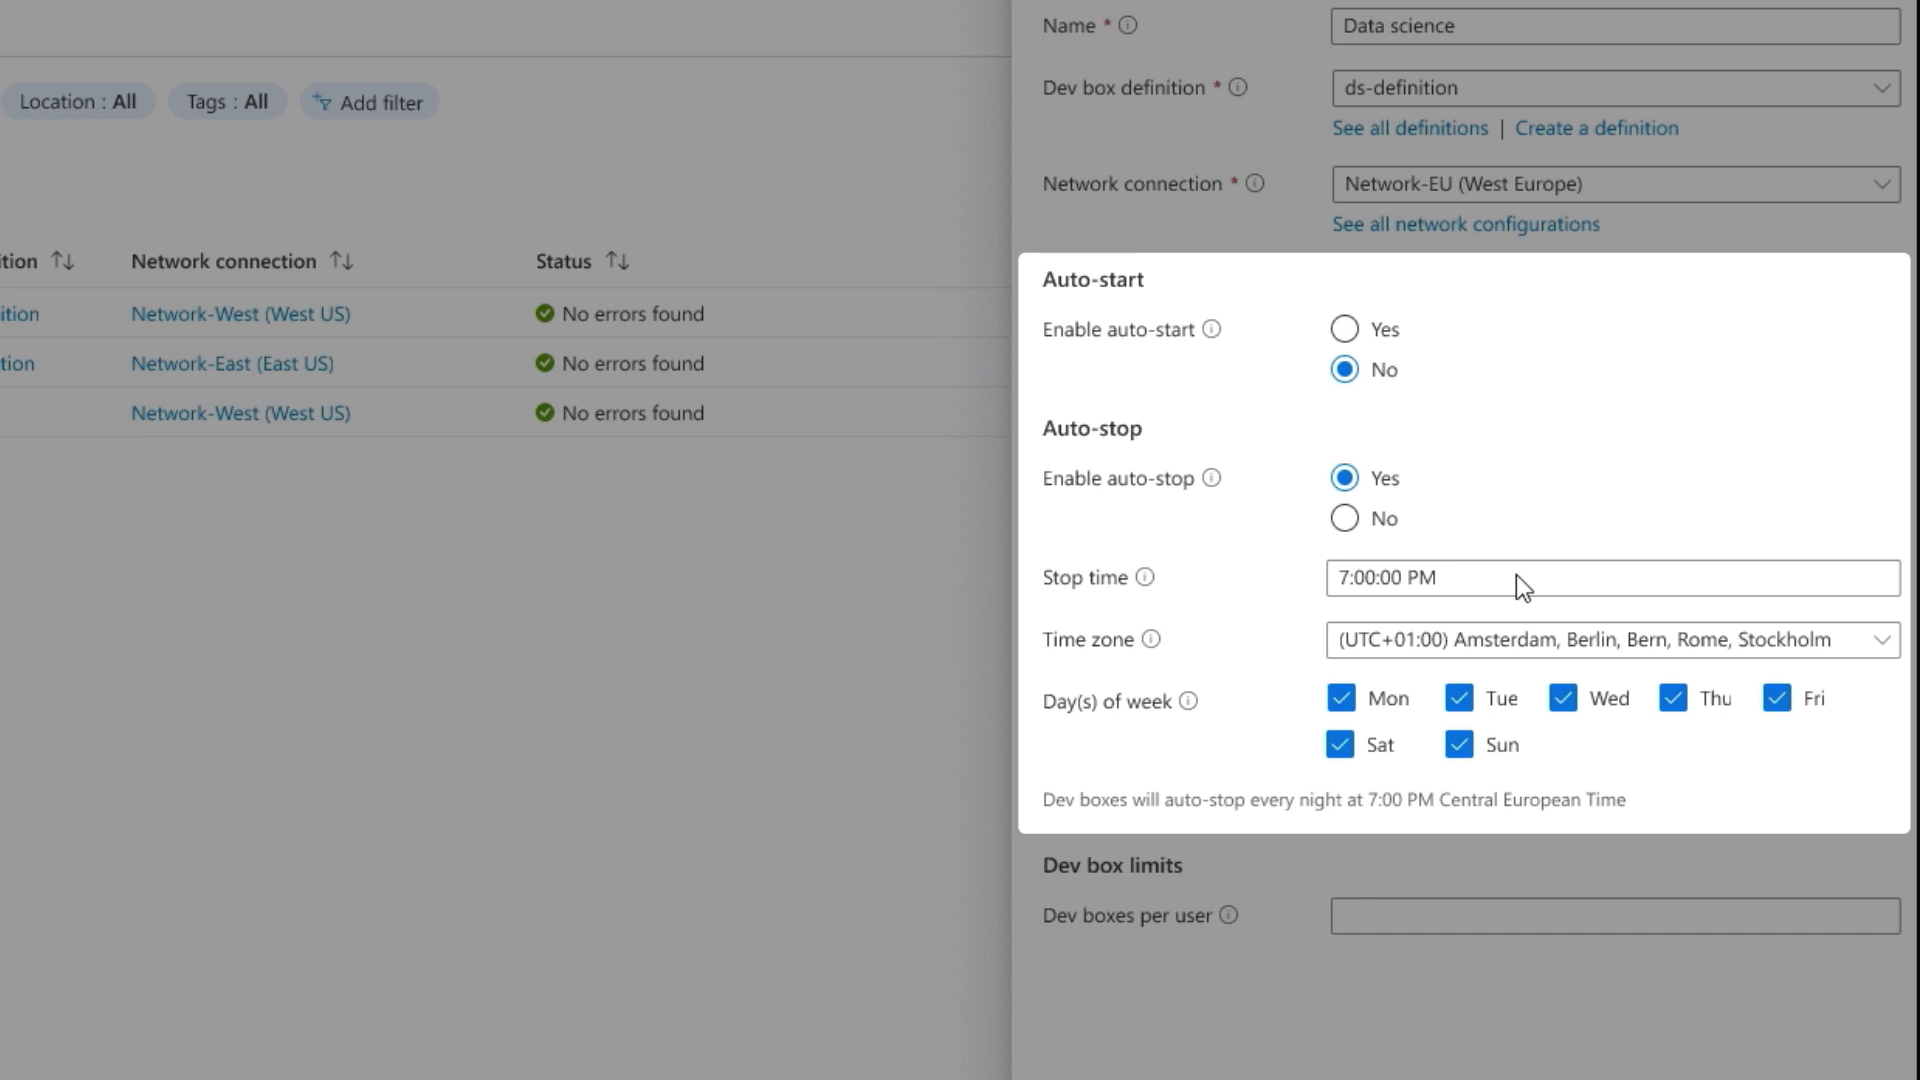 Location : All
Tags : All
Add filter
ition
Network connection
Status
ition
Network-West (West US)
No errors found
tion
Network-East (East US)
No errors found
Network-West (West US)
No errors found
Name *
Data science
Dev box definition *
ds-definition
See all definitions | Create a definition
Network connection *
Network-EU (West Europe)
See all network configurations
Auto-start
Enable auto-start
Yes
No
Auto-stop
Enable auto-stop
Yes
No
Stop time
7:00:00 PM
Time zone
(UTC+01:00) Amsterdam, Berlin, Bern, Rome, Stockholm
Day(s) of week
Mon Tue Wed Thu Fri
Sat Sun
Dev boxes will auto-stop every night at 7:00 PM Central European Time
Dev box limits
Dev boxes per user